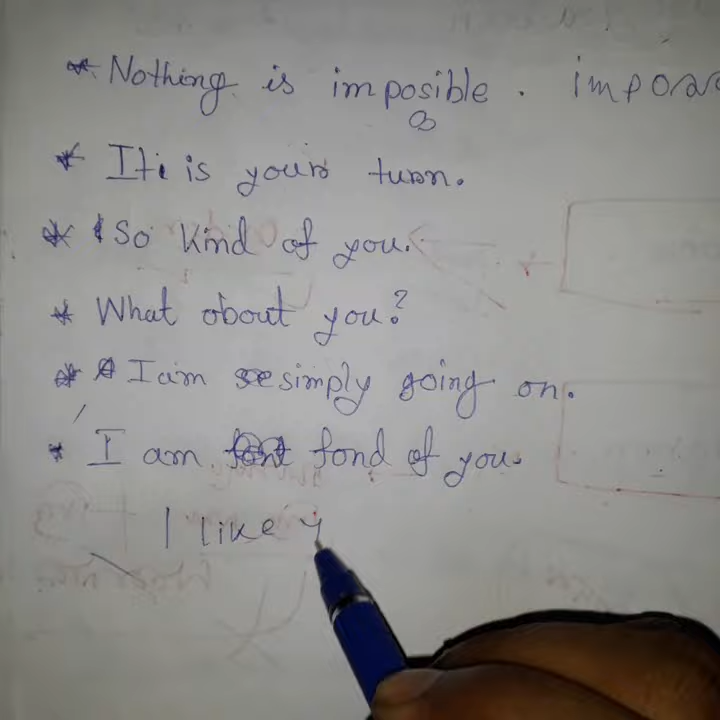 * Nothing is imposible. impo
* It is your turn.
* So kind of you.
* What about you?
* I am simply going on.
* I am fond of you.
I like y